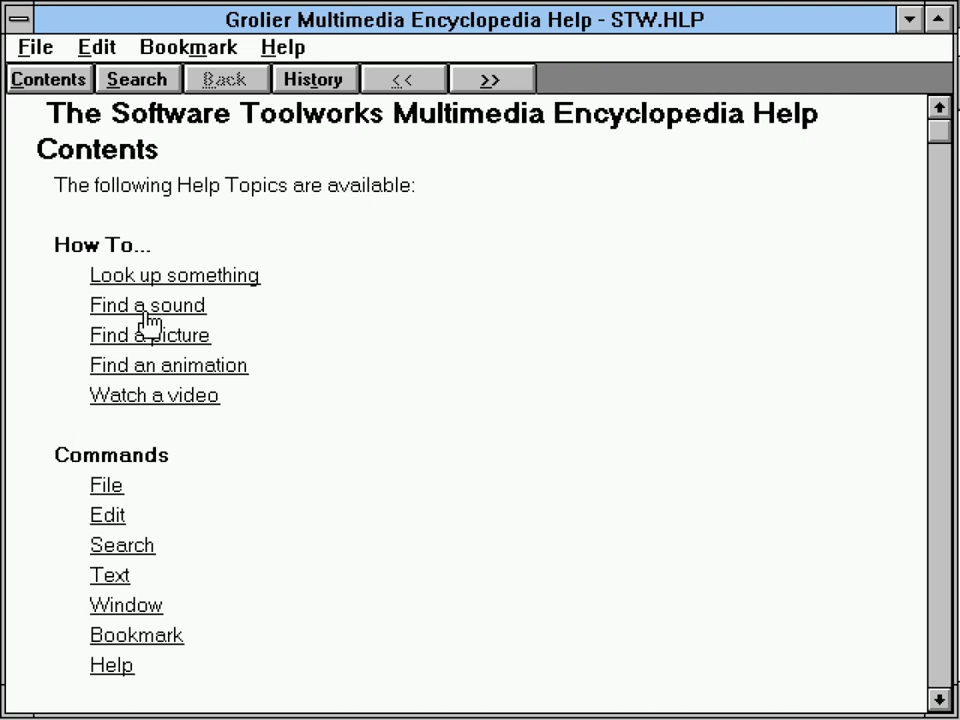 Grolier Multimedia Encyclopedia Help - STW.HLP
File Edit Bookmark Help
Contents Search Back History << >>
The Software Toolworks Multimedia Encyclopedia Help
Contents
The following Help Topics are available:
How To...
Look up something
Find a sound
Find a picture
Find an animation
Watch a video
Commands
File
Edit
Search
Text
Window
Bookmark
Help